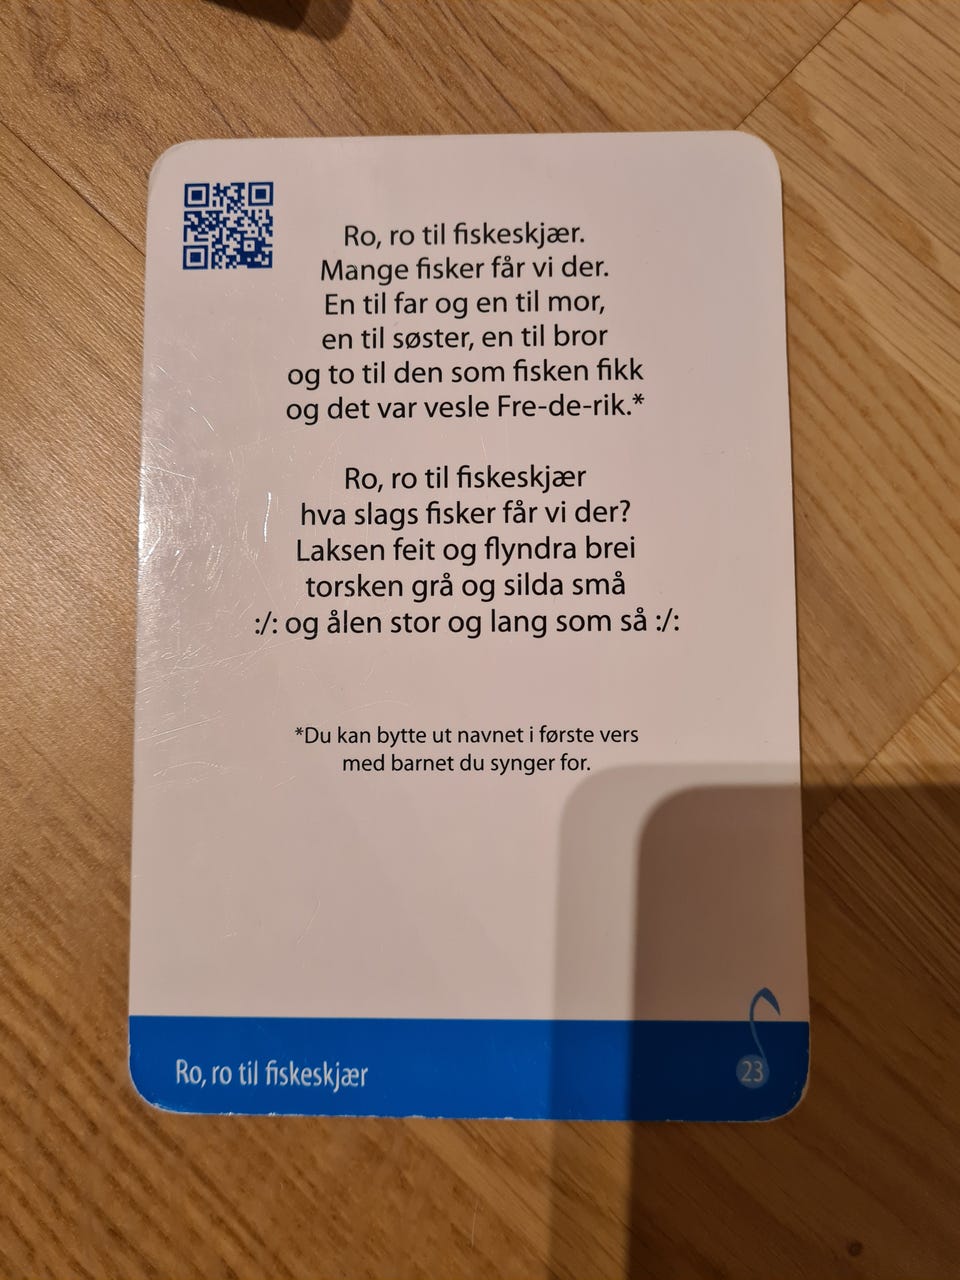 Ro, ro til fiskeskjær.
Mange fisker får vi der.
En til far og en til mor,
en til søster, en til bror
og to til den som fisken fikk
og det var vesle Fre-de-rik.*
Ro, ro til fiskeskjær
hva slags fisker får vi der?
Laksen feit og flyndra brei
torsken grå og silda små
:/: og ålen stor og lang som så :/:
*Du kan bytte ut navnet i første vers
med barnet du synger for.
Ro, ro til fiskeskjær
23